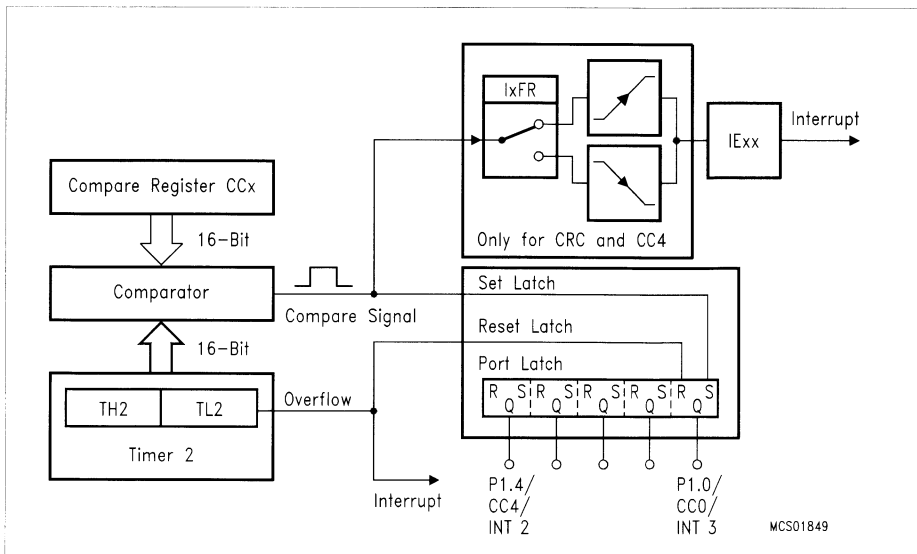 IxFR
IExx
Interrupt
Only for CRC and CC4
Compare Register CCx
16-Bit
Comparator
Compare Signal
16-Bit
TH2
TL2
Timer 2
Overflow
Interrupt
Set Latch
Reset Latch
Port Latch
R S R S R S R S R S
Q Q Q Q Q
P1.4/
CC4/
INT 2
P1.0/
CC0/
INT 3
MCS01849